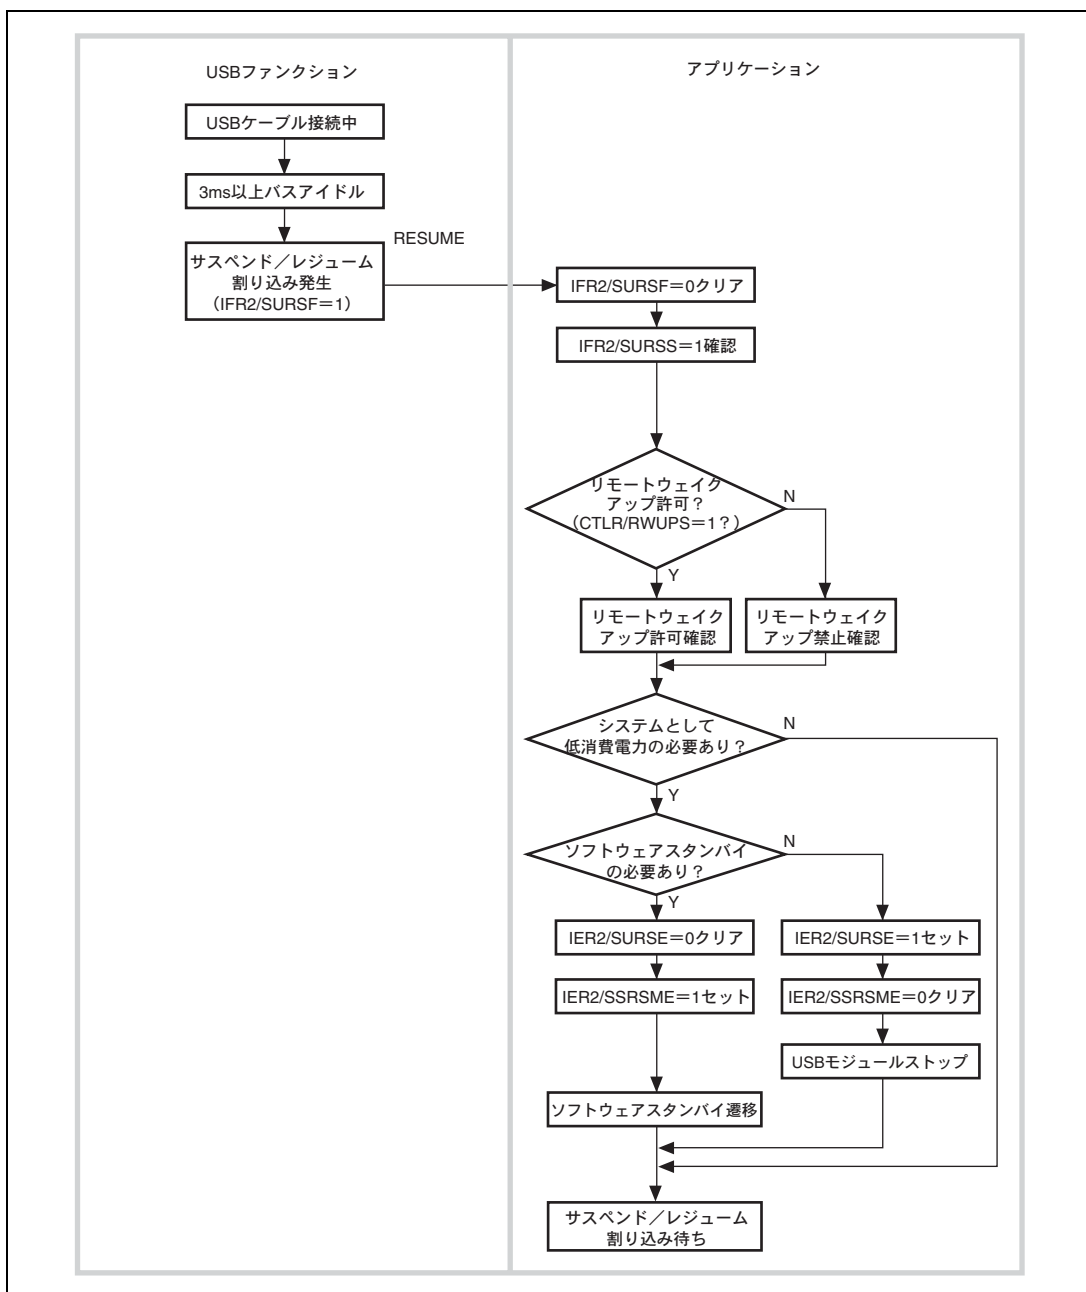 USBファンクション
アプリケーション
USBケーブル接続中
3ms以上バスアイドル
サスペンド／レジューム
割り込み発生
（IFR2/SURSF＝1）
RESUME
IFR2/SURSF＝0クリア
IFR2/SURSS＝1確認
リモートウェイク
アップ許可？
（CTLR/RWUPS＝1？）
N
Y
リモートウェイク
アップ許可確認
リモートウェイク
アップ禁止確認
システムとして
低消費電力の必要あり？
N
Y
ソフトウェアスタンバイ
の必要あり？
N
Y
IER2/SURSE＝0クリア
IER2/SSRSME＝1セット
IER2/SURSE＝1セット
IER2/SSRSME＝0クリア
USBモジュールストップ
ソフトウェアスタンバイ遷移
サスペンド／レジューム
割り込み待ち